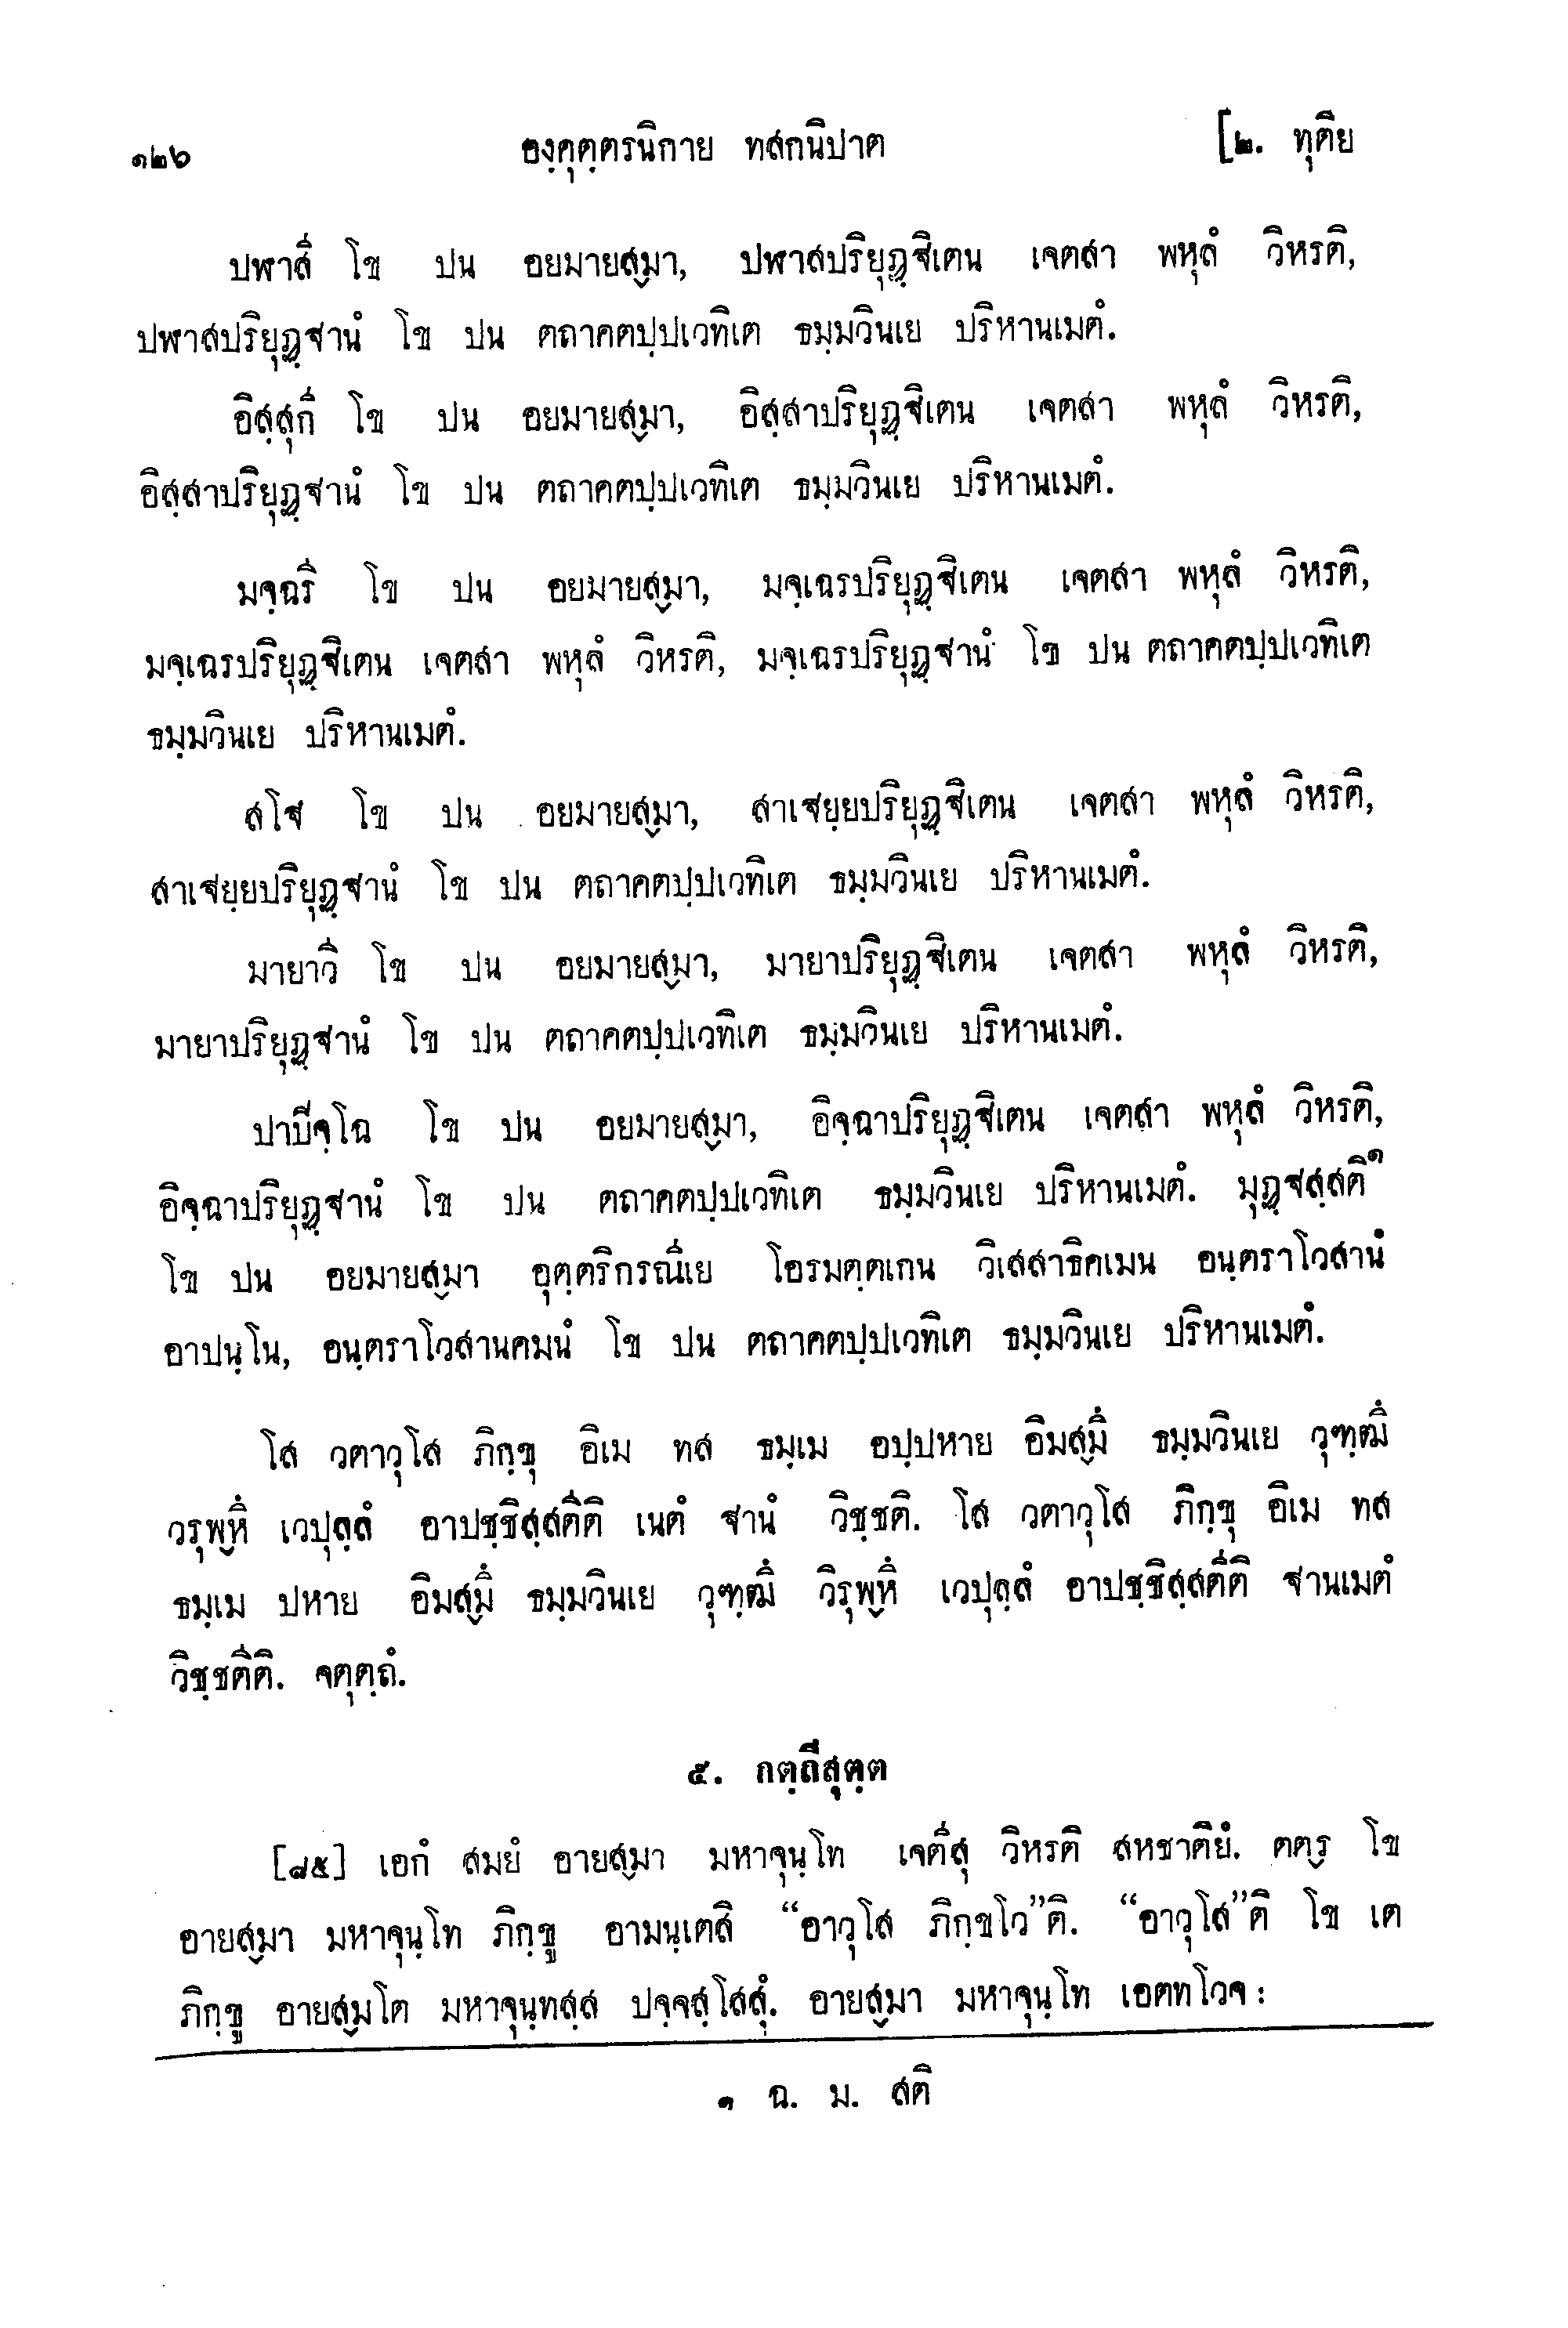 ๑๒๖ องฺคุตฺตรนิกาย ทสกนิปาต [๒. ทุติย
ปฬาสี โข ปน อยมายสฺมา, ปฬาสปริยุฏฺฐิเตน เจตสา พหุลํ วิหรติ,
ปฬาสปริยุฏฺฐานํ โข ปน ตถาคตปฺปเวทิเต ธมฺมวินเย ปริหานเมตํ.
อิสฺสุกี โข ปน อยมายสฺมา, อิสฺสาปริยุฏฺฐิเตน เจตสา พหุลํ วิหรติ,
อิสฺสาปริยุฏฺฐานํ โข ปน ตถาคตปฺปเวทิเต ธมฺมวินเย ปริหานเมตํ.
มจฺฉรี โข ปน อยมายสฺมา, มจฺเฉรปริยุฏฺฐิเตน เจตสา พหุลํ วิหรติ,
มจฺเฉรปริยุฏฺฐิเตน เจตสา พหุลํ วิหรติ, มจฺเฉรปริยุฏฺฐานํ โข ปน ตถาคตปฺปเวทิเต
ธมฺมวินเย ปริหานเมตํ.
สโฐ โข ปน อยมายสฺมา, สาเฐยฺยปริยุฏฺฐิเตน เจตสา พหุลํ วิหรติ,
สาเฐยฺยปริยุฏฺฐานํ โข ปน ตถาคตปฺปเวทิเต ธมฺมวินเย ปริหานเมตํ.
มายาวี โข ปน อยมายสฺมา, มายาปริยุฏฺฐิเตน เจตสา พหุลํ วิหรติ,
มายาปริยุฏฺฐานํ โข ปน ตถาคตปฺปเวทิเต ธมฺมวินเย ปริหานเมตํ.
ปาปิจฺโฉ โข ปน อยมายสฺมา, อิจฺฉาปริยุฏฺฐิเตน เจตสา พหุลํ วิหรติ,
อิจฺฉาปริยุฏฺฐานํ โข ปน ตถาคตปฺปเวทิเต ธมฺมวินเย ปริหานเมตํ. มุฏฺฐสฺสติ๑
โข ปน อยมายสฺมา อุตฺตริกรณีเย โอรมตฺตเกน วิเสสาธิคเมน อนฺตราโวสานํ
อาปนฺโน, อนฺตราโวสานคมนํ โข ปน ตถาคตปฺปเวทิเต ธมฺมวินเย ปริหานเมตํ.
โส วตาวุโส ภิกฺขุ อิเม ทส ธมฺเม อปฺปหาย อิมสฺมึ ธมฺมวินเย วุฑฺฒึ
วรุฬฺหึ เวปุลฺลํ อาปชฺชิสฺสตีติ เนตํ ฐานํ วิชฺชติ. โส วตาวุโส ภิกฺขุ อิเม ทส
ธมฺเม ปหาย อิมสฺมึ ธมฺมวินเย วุฑฺฒึ วิรุฬฺหึ เวปุลฺลํ อาปชฺชิสฺสตีติ ฐานเมตํ
วิชฺชตีติ. จตุตฺถํ.
๕. กตฺถีสุตฺต
[๘๕] เอกํ สมยํ อายสฺมา มหาจุนฺโท เจตีสุ วิหรติ สหชาติยํ. ตตฺร โข
อายสฺมา มหาจุนฺโท ภิกฺขู อามนฺเตสิ “อาวุโส ภิกฺขโว”ติ. “อาวุโส”ติ โข เต
ภิกฺขู อายสฺมโต มหาจุนฺทสฺส ปจฺจสฺโสสุํ. อายสฺมา มหาจุนฺโท เอตทโวจ :
๑ ฉ. ม. สติ